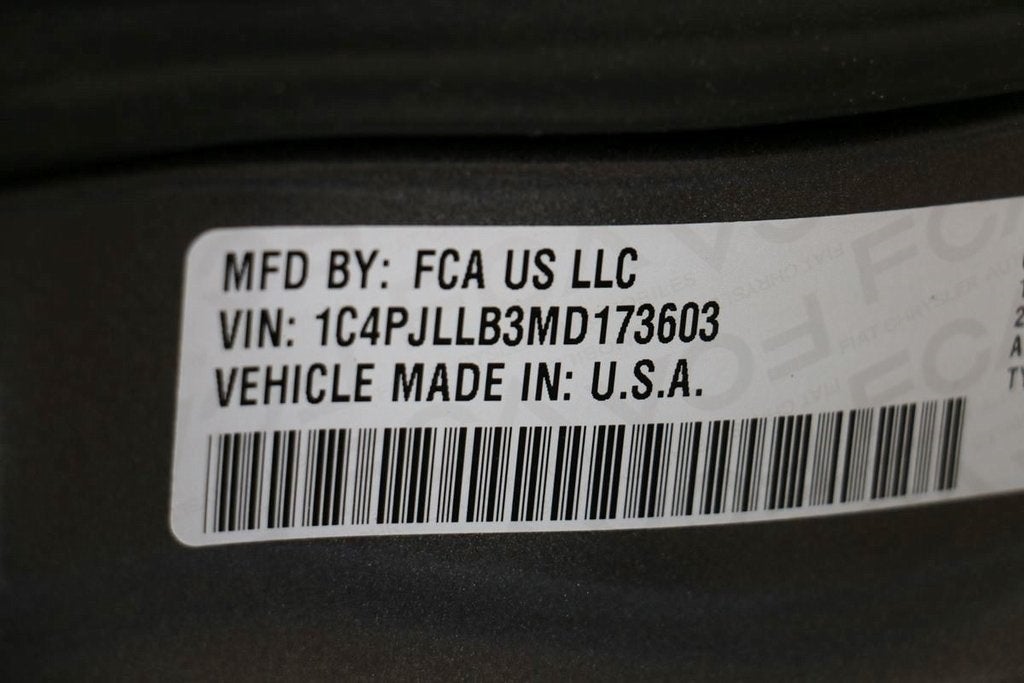 MFD BY: FCA US LLC
VIN: 1C4PJLLB3MD173603
VEHICLE MADE IN: U.S.A.